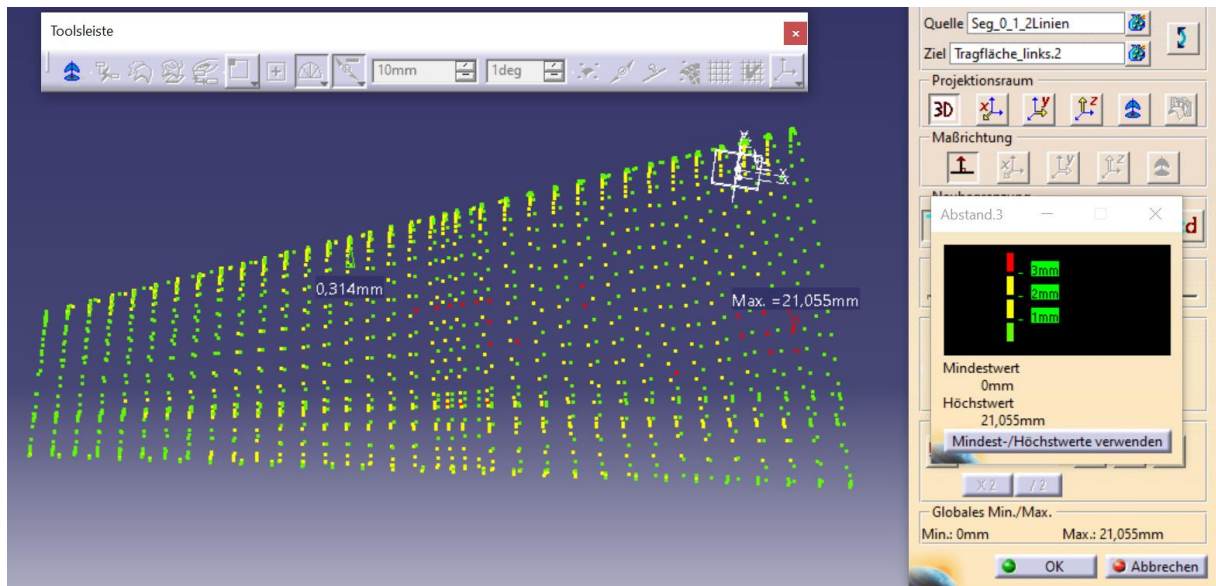 Toolsleiste
10mm
1deg
0,314mm
Max. =21,055mm
Quelle Seg_0_1_2Linien
Ziel Tragfläche_links.2
Projektionsraum
3D
x
y
z
Maßrichtung
x
y
z
Abstand.3
3mm
2mm
1mm
Mindestwert
0mm
Höchstwert
21,055mm
Mindest-/Höchstwerte verwenden
X 2
/ 2
Globales Min./Max.
Min.: 0mm Max.: 21,055mm
OK Abbrechen